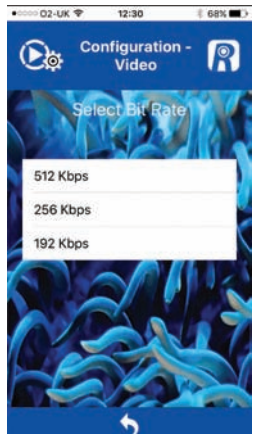 O2-UK 12:30 68%
Configuration -
Video
Select Bit Rate
512 Kbps
256 Kbps
192 Kbps